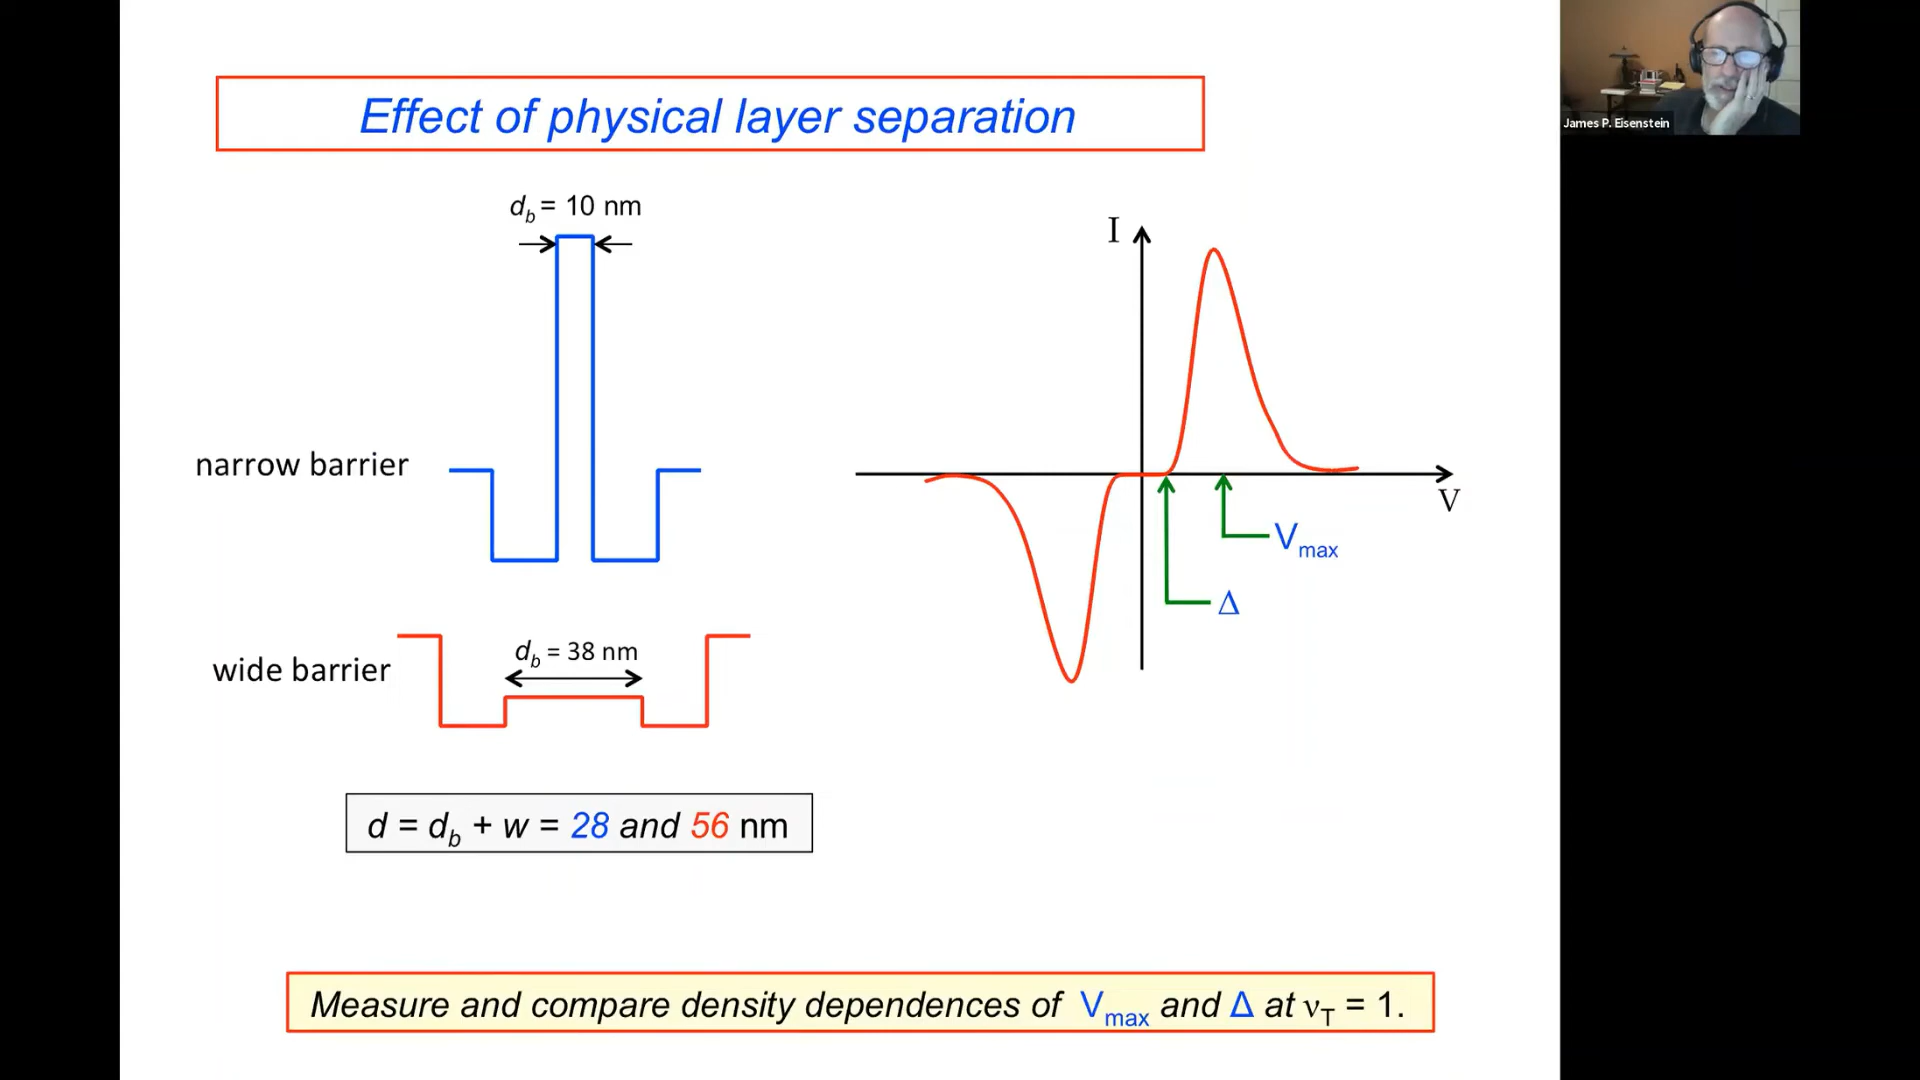 Effect of physical layer separation
James P. Eisenstein
d_b = 10 nm
I
narrow barrier
V
V_max
Δ
d_b = 38 nm
wide barrier
d = d_b + w = 28 and 56 nm
Measure and compare density dependences of V_max and Δ at ν_T = 1.